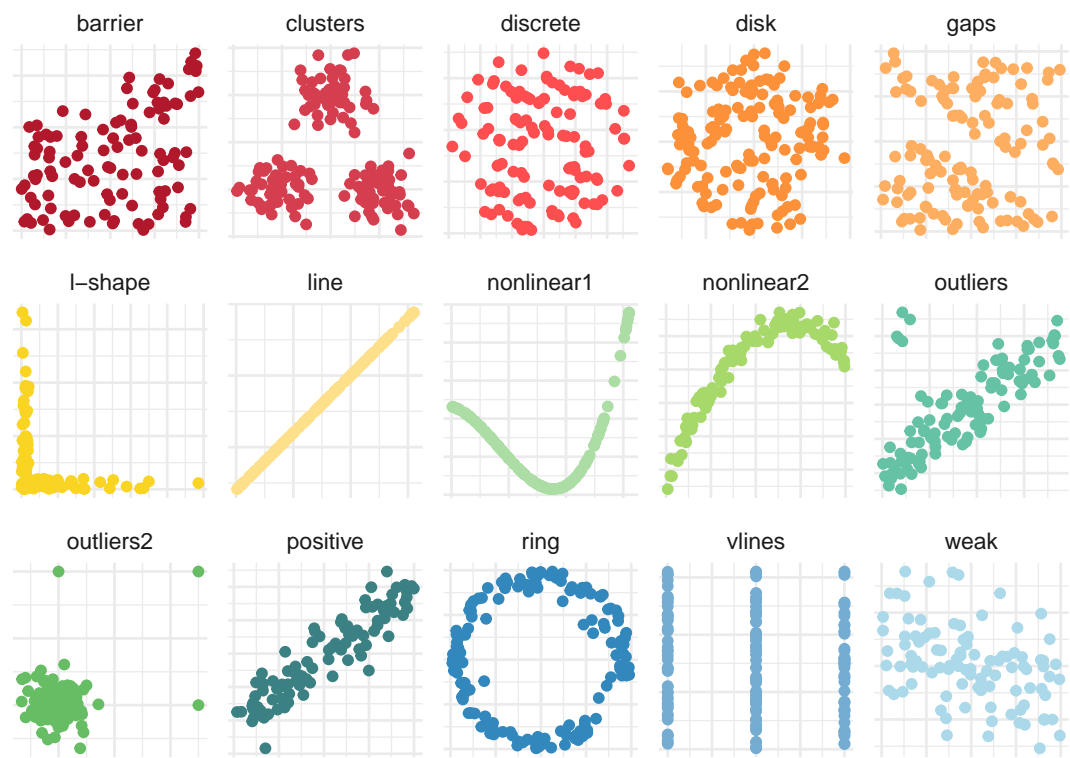 barrier
clusters
discrete
disk
gaps
l−shape
line
nonlinear1
nonlinear2
outliers
outliers2
positive
ring
vlines
weak